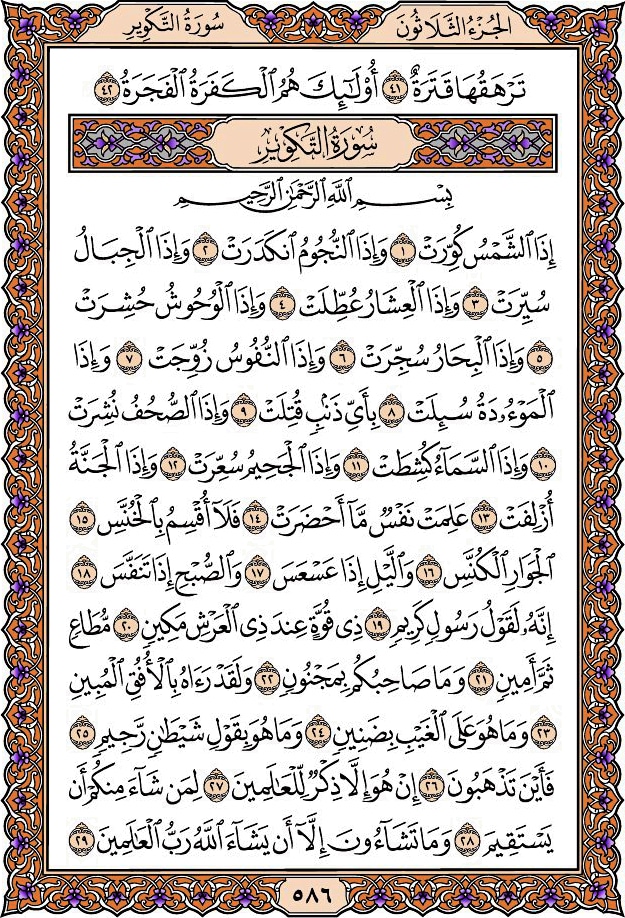 سُورَةُ التَّكْوِيرِ الجُزْءُ الثَّلَاثُونَ
تَرْهَقُهَا قَتَرَةٌ ٤١ أُوْلَٰٓئِكَ هُمُ ٱلْكَفَرَةُ ٱلْفَجَرَةُ ٤٢
سُورَةُ التَّكْوِيرِ
بِسْمِ ٱللَّهِ ٱلرَّحْمَٰنِ ٱلرَّحِيمِ
إِذَا ٱلشَّمْسُ كُوِّرَتْ ١ وَإِذَا ٱلنُّجُومُ ٱنكَدَرَتْ ٢ وَإِذَا ٱلْجِبَالُ
سُيِّرَتْ ٣ وَإِذَا ٱلْعِشَارُ عُطِّلَتْ ٤ وَإِذَا ٱلْوُحُوشُ حُشِرَتْ
٥ وَإِذَا ٱلْبِحَارُ سُجِّرَتْ ٦ وَإِذَا ٱلنُّفُوسُ زُوِّجَتْ ٧ وَإِذَا
ٱلْمَوْءُۥدَةُ سُئِلَتْ ٨ بِأَيِّ ذَنۢبٍ قُتِلَتْ ٩ وَإِذَا ٱلصُّحُفُ نُشِرَتْ
١٠ وَإِذَا ٱلسَّمَآءُ كُشِطَتْ ١١ وَإِذَا ٱلْجَحِيمُ سُعِّرَتْ ١٢ وَإِذَا ٱلْجَنَّةُ
أُزْلِفَتْ ١٣ عَلِمَتْ نَفْسٌ مَّآ أَحْضَرَتْ ١٤ فَلَآ أُقْسِمُ بِٱلْخُنَّسِ ١٥
ٱلْجَوَارِ ٱلْكُنَّسِ ١٦ وَٱلَّيْلِ إِذَا عَسْعَسَ ١٧ وَٱلصُّبْحِ إِذَا تَنَفَّسَ ١٨
إِنَّهُۥ لَقَوْلُ رَسُولٍ كَرِيمٍ ١٩ ذِي قُوَّةٍ عِندَ ذِي ٱلْعَرْشِ مَكِينٍ ٢٠ مُّطَاعٍ
ثَمَّ أَمِينٍ ٢١ وَمَا صَاحِبُكُم بِمَجْنُونٍ ٢٢ وَلَقَدْ رَءَاهُ بِٱلْأُفُقِ ٱلْمُبِينِ
٢٣ وَمَا هُوَ عَلَى ٱلْغَيْبِ بِضَنِينٍ ٢٤ وَمَا هُوَ بِقَوْلِ شَيْطَانٍ رَّجِيمٍ ٢٥
فَأَيْنَ تَذْهَبُونَ ٢٦ إِنْ هُوَ إِلَّا ذِكْرٌ لِّلْعَالَمِينَ ٢٧ لِمَن شَآءَ مِنكُمْ أَن
يَسْتَقِيمَ ٢٨ وَمَا تَشَآءُونَ إِلَّآ أَن يَشَآءَ ٱللَّهُ رَبُّ ٱلْعَالَمِينَ ٢٩
٥٨٦